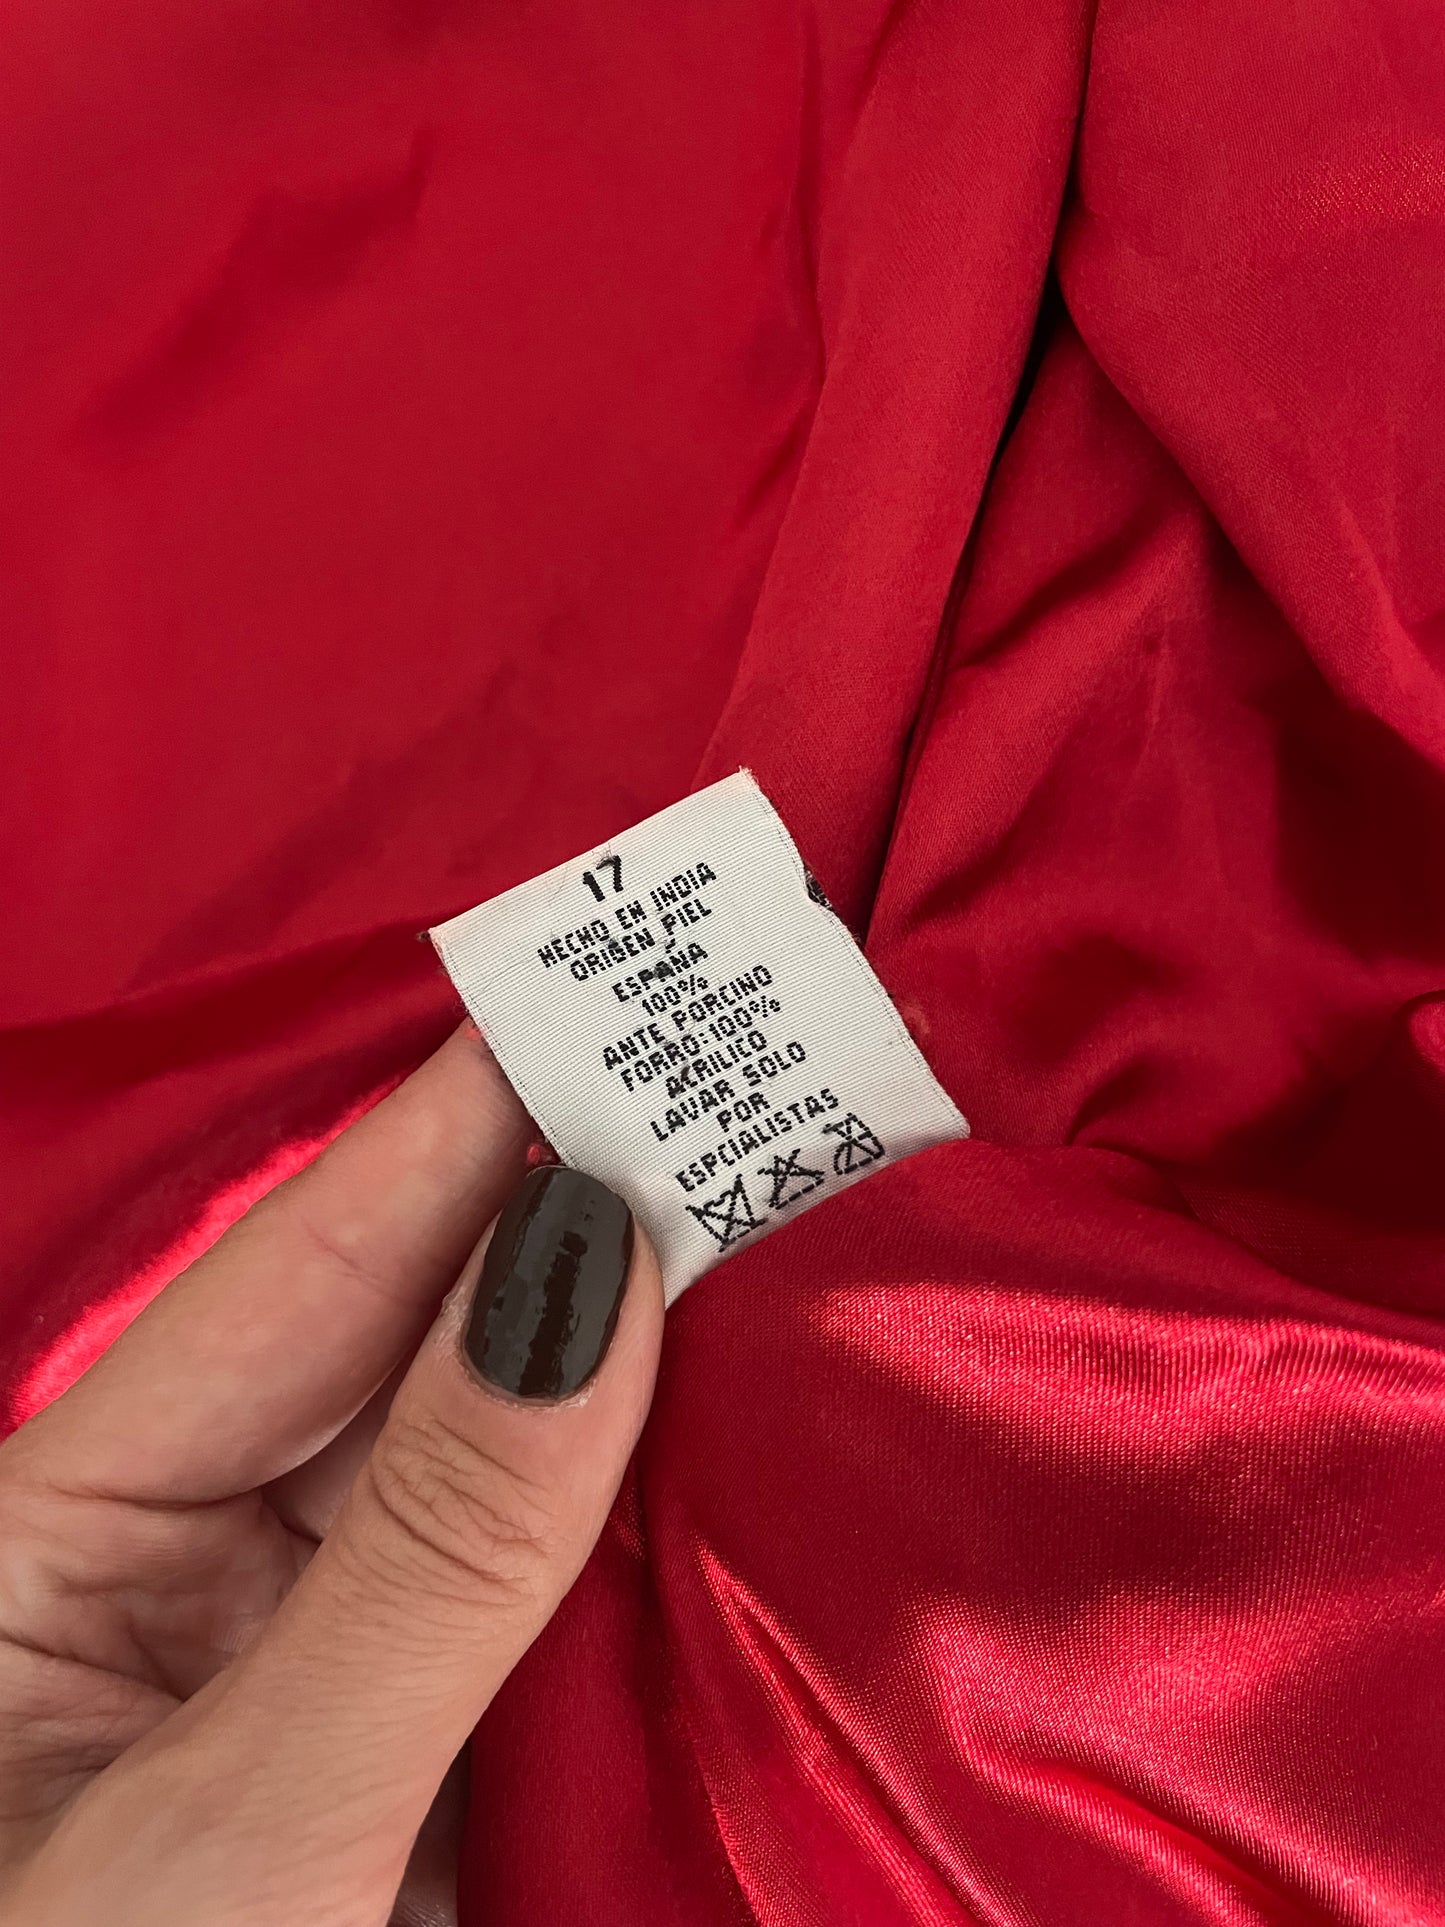 17
HECHO EN INDIA
ORIGEN PIEL
ESPAÑA
100%
ANTE PORCINO
FORRO:100%
ACRILICO
LAVAR SOLO
POR
ESPCIALISTAS